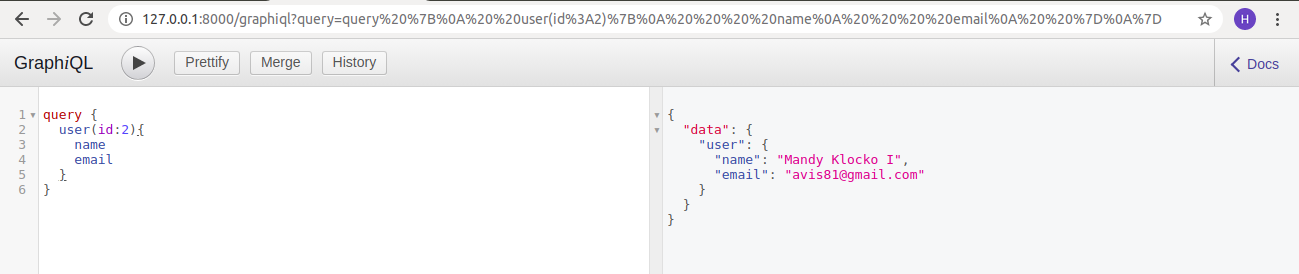 127.0.0.1:8000/graphiql?query=query%20%7B%0A%20%20user(id%3A2)%7B%0A%20%20%20%20name%0A%20%20%20%20email%0A%20%20%7D%0A%7D H
GraphiQL Prettify Merge History Docs
1 query {
2 user(id:2){
3 name
4 email
5 }
6 }
{
"data": {
"user": {
"name": "Mandy Klocko I",
"email": "avis81@gmail.com"
}
}
}